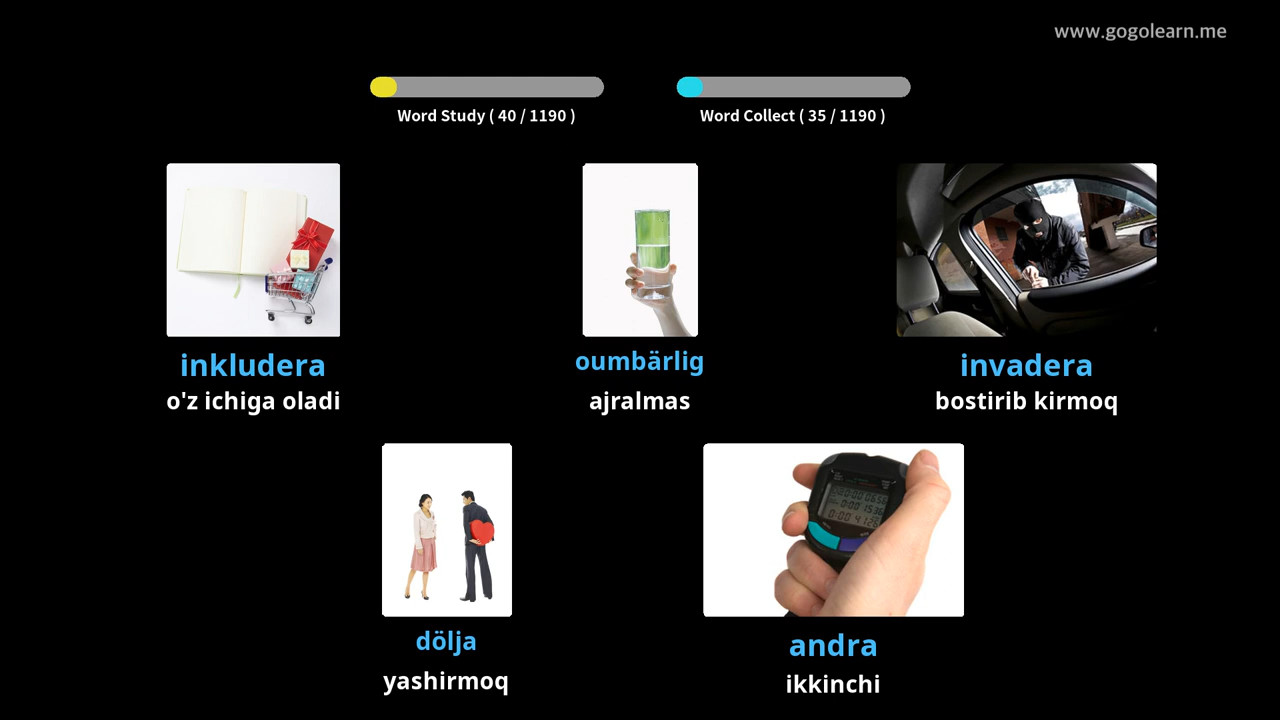 www.gogolearn.me
Word Study ( 40 / 1190 )
Word Collect ( 35 / 1190 )
inkludera
o'z ichiga oladi
oumbärlig
ajralmas
invadera
bostirib kirmoq
dölja
yashirmoq
andra
ikkinchi